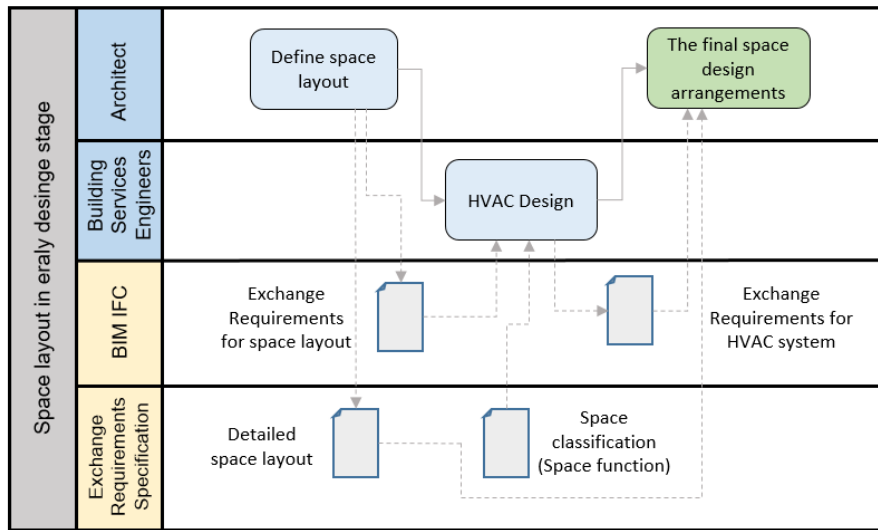 Space layout in eraly desinge stage
Architect
Define space
layout
The final space
design
arrangements
Building
Services
Engineers
HVAC Design
BIM IFC
Exchange
Requirements
for space layout
Exchange
Requirements for
HVAC system
Exchange
Requirements
Specification
Detailed
space layout
Space
classification
(Space function)